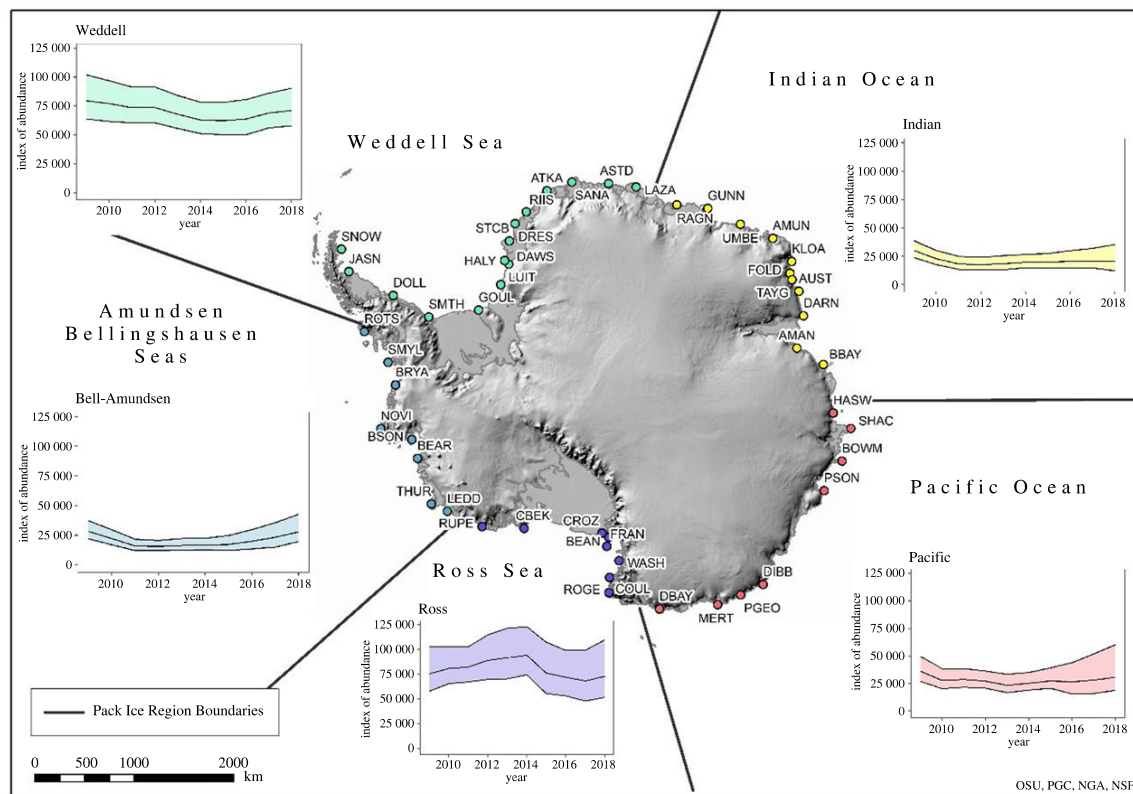 Weddell
125 000
100 000
75 000
50 000
25 000
0
index of abundance
2010 2012 2014 2016 2018
year
Weddell Sea
Indian Ocean
Indian
125 000
100 000
75 000
50 000
25 000
0
index of abundance
2010 2012 2014 2016 2018
year
Amundsen
Bellingshausen
Seas
Bell-Amundsen
125 000
100 000
75 000
50 000
25 000
0
index of abundance
2010 2012 2014 2016 2018
year
SNOW
JASN
DOLL
SMTH
GOUL
LUIT
HALY
DAWS
DRES
STCB
RIIS
ATKA
SANA
ASTD
LAZA
RAGN
GUNN
UMBE
AMUN
KLOA
FOLD
AUST
TAYG
DARN
AMAN
BBAY
HASW
SHAC
BOWM
PSON
DIBB
PGEO
MERT
DBAY
COUL
ROGE
WASH
FRAN
BEAN
CROZ
CBEK
RUPE
LEDD
THUR
BEAR
BSON
NOVI
BRYA
SMYL
ROTS
Ross Sea
Ross
125 000
100 000
75 000
50 000
25 000
0
index of abundance
2010 2012 2014 2016 2018
year
Pacific Ocean
Pacific
125 000
100 000
75 000
50 000
25 000
0
index of abundance
2010 2012 2014 2016 2018
year
Pack Ice Region Boundaries
0 500 1000 2000
km
OSU, PGC, NGA, NSF